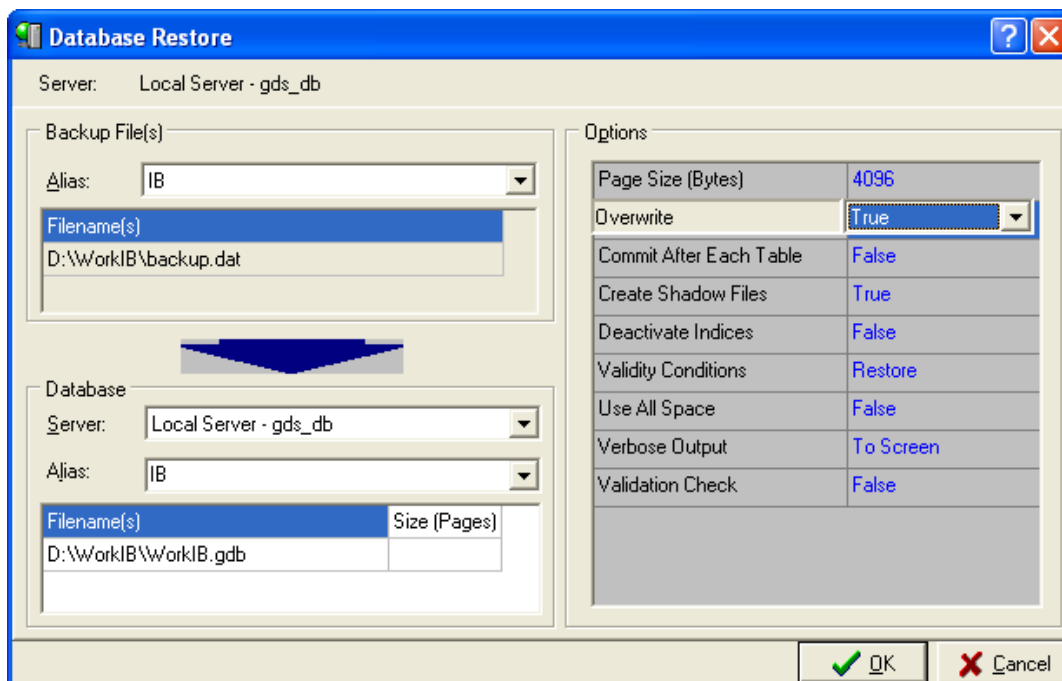 Database Restore
Server: Local Server - gds_db
Backup File(s)
Alias: IB
Filename(s)
D:\WorkIB\backup.dat
Database
Server: Local Server - gds_db
Alias: IB
Filename(s) Size (Pages)
D:\WorkIB\WorkIB.gdb
Options
Page Size (Bytes) 4096
Overwrite True
Commit After Each Table False
Create Shadow Files True
Deactivate Indices False
Validity Conditions Restore
Use All Space False
Verbose Output To Screen
Validation Check False
OK Cancel